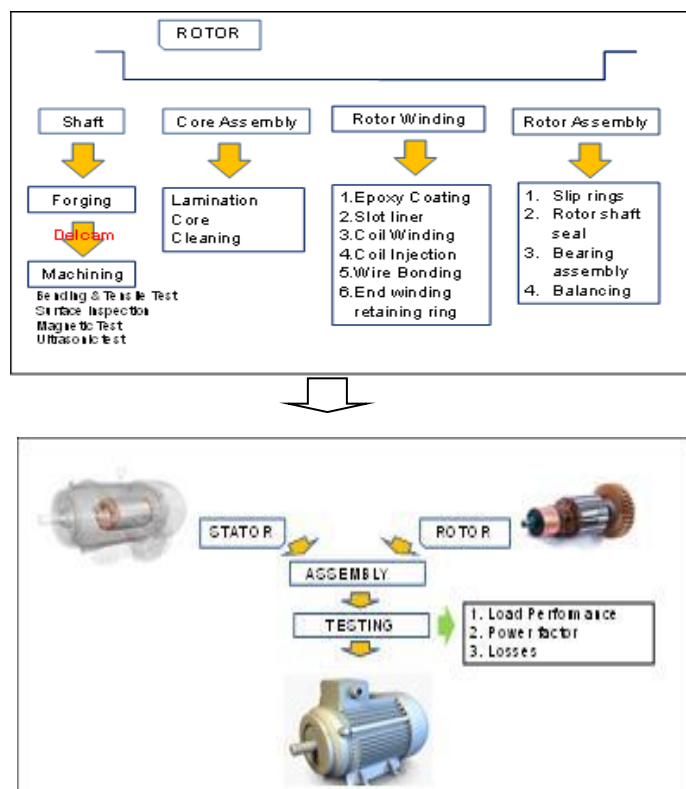 ROTOR
Shaft
Core Assembly
Rotor Winding
Rotor Assembly
Forging
Delcam
Machining
Bending & Tensile Test
Surface Inspection
Magnetic Test
Ultrasonic test
Lamination
Core
Cleaning
1.Epoxy Coating
2.Slot liner
3.Coil Winding
4.Coil Injection
5.Wire Bonding
6.End winding
retaining ring
1. Slip rings
2. Rotor shaft
seal
3. Bearing
assembly
4. Balancing
STATOR
ROTOR
ASSEMBLY
TESTING
1. Load Performance
2. Power factor
3. Losses